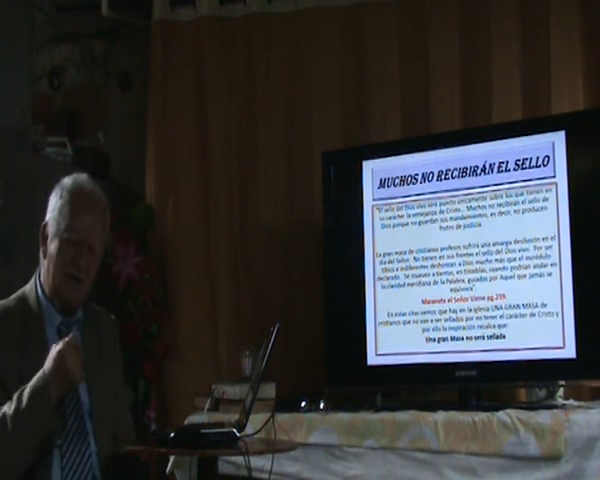 MUCHOS NO RECIBIRÁN EL SELLO
"El sello del Dios vivo será puesto únicamente sobre los que tienen en
su carácter la semejanza de Cristo... Muchos no recibirán el sello de
Dios porque no guardan sus mandamientos, es decir, no producen
frutos de justicia.
La gran masa de cristianos profesos sufrirá una amarga desilusión en el
día del Señor. No tienen en sus frentes el sello del Dios vivo. Por ser
tibios e indiferentes deshonran a Dios mucho más que el incrédulo
declarado. Se mueven a tientas, en tinieblas, cuando podrían andar en
la claridad meridiana de la Palabra, guiados por Aquel que jamás se
equivoca".
Maranata el Señor Viene pg.239.
En estas citas vemos que hay en la iglesia UNA GRAN MASA de
cristianos que no van a ser sellados por no tener el carácter de Cristo y
por ello la inspiración recalca que:
Una gran Masa no será sellada
SAMSUNG